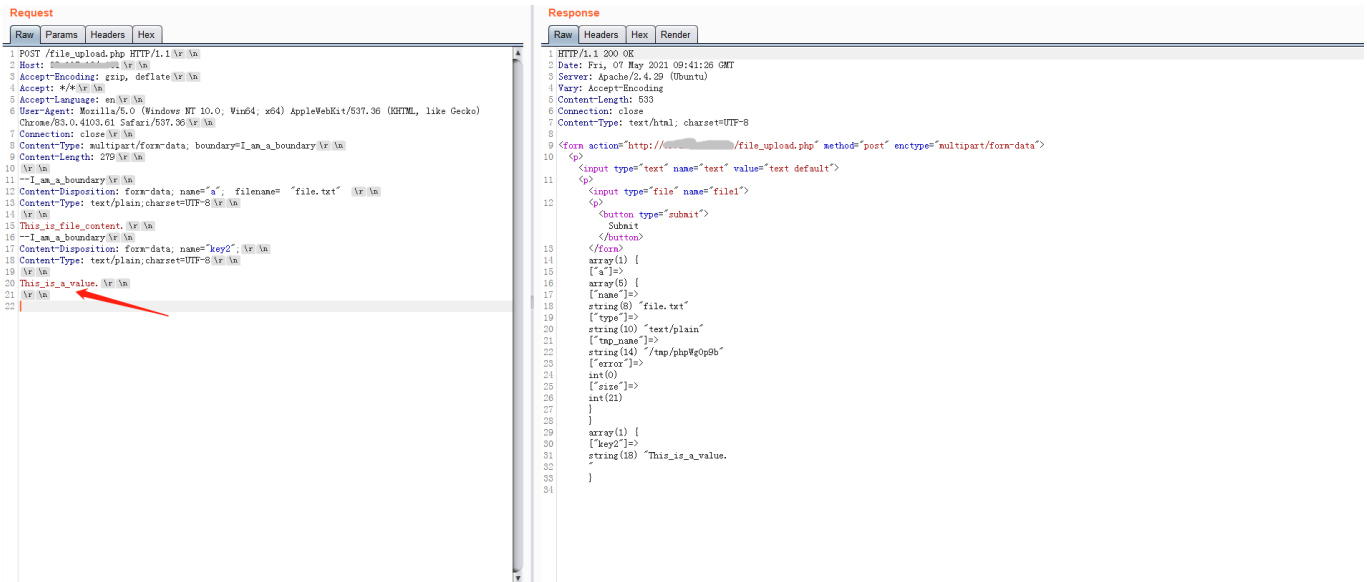 Request
Raw Params Headers Hex
1 POST /file_upload.php HTTP/1.1 \r \n
2 Host: \r \n
3 Accept-Encoding: gzip, deflate \r \n
4 Accept: */* \r \n
5 Accept-Language: en \r \n
6 User-Agent: Mozilla/5.0 (Windows NT 10.0; Win64; x64) AppleWebKit/537.36 (KHTML, like Gecko)
Chrome/83.0.4103.61 Safari/537.36 \r \n
7 Connection: close \r \n
8 Content-Type: multipart/form-data; boundary=I_am_a_boundary \r \n
9 Content-Length: 279 \r \n
10 \r \n
11 --I_am_a_boundary \r \n
12 Content-Disposition: form-data; name="a"; filename= "file.txt" \r \n
13 Content-Type: text/plain;charset=UTF-8 \r \n
14 \r \n
15 This_is_file_content. \r \n
16 --I_am_a_boundary \r \n
17 Content-Disposition: form-data; name="key2"; \r \n
18 Content-Type: text/plain;charset=UTF-8 \r \n
19 \r \n
20 This_is_a_value. \r \n
21 \r \n
22
Response
Raw Headers Hex Render
1 HTTP/1.1 200 OK
2 Date: Fri, 07 May 2021 09:41:26 GMT
3 Server: Apache/2.4.29 (Ubuntu)
4 Vary: Accept-Encoding
5 Content-Length: 533
6 Connection: close
7 Content-Type: text/html; charset=UTF-8
8
9 <form action="http:// /file_upload.php" method="post" enctype="multipart/form-data">
10 <p>
<input type="text" name="text" value="text default">
11 <p>
<input type="file" name="file1">
12 <p>
<button type="submit">
Submit
</button>
13 </form>
14 array(1) {
15 ["a"]=>
16 array(5) {
17 ["name"]=>
18 string(8) "file.txt"
19 ["type"]=>
20 string(10) "text/plain"
21 ["tmp_name"]=>
22 string(14) "/tmp/phpWgOp9b"
23 ["error"]=>
24 int(0)
25 ["size"]=>
26 int(21)
27 }
28 }
29 array(1) {
30 ["key2"]=>
31 string(18) "This_is_a_value.
32 "
33 }
34